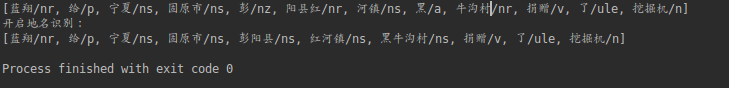 [蓝翔/nr, 给/p, 宁夏/ns, 固原市/ns, 彭/nz, 阳县红/nr, 河镇/ns, 黑/a, 牛沟村/nr, 捐赠/v, 了/ule, 挖掘机/n]
开启地名识别：
[蓝翔/nr, 给/p, 宁夏/ns, 固原市/ns, 彭阳县/ns, 红河镇/ns, 黑牛沟村/ns, 捐赠/v, 了/ule, 挖掘机/n]
Process finished with exit code 0